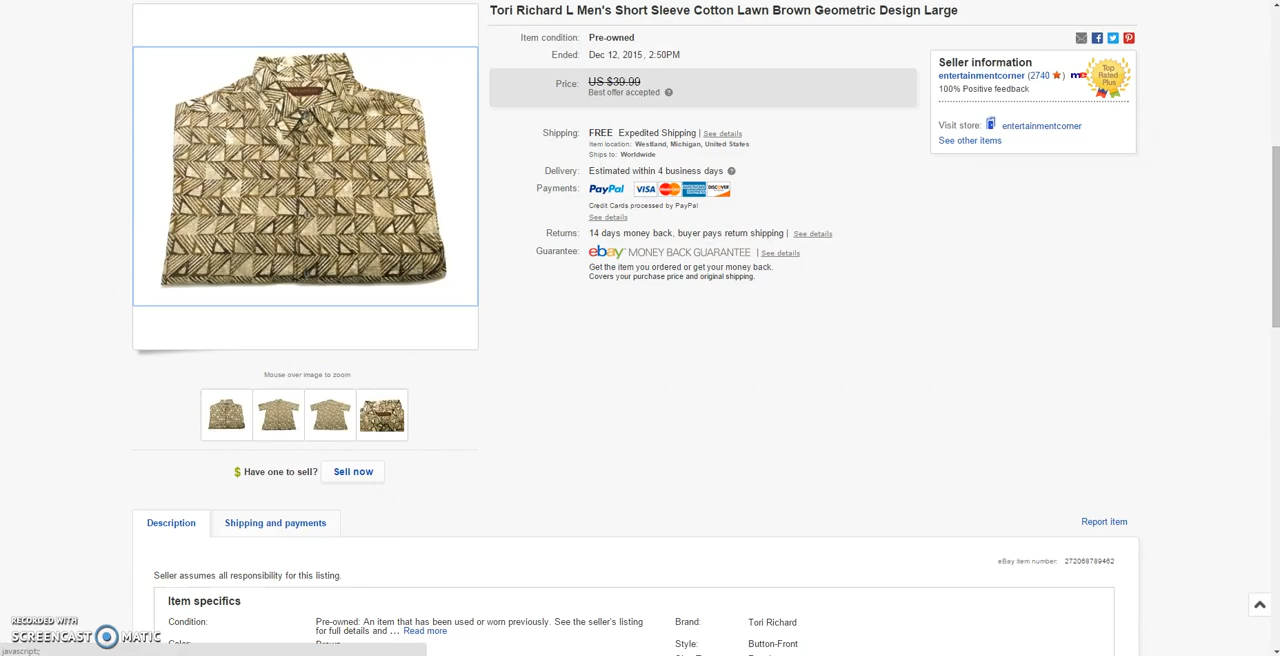 Tori Richard L Men's Short Sleeve Cotton Lawn Brown Geometric Design Large
Item condition: Pre-owned
Ended: Dec 12, 2015 , 2:50PM
Price: US $39.99
Best offer accepted ?
Shipping: FREE Expedited Shipping | See details
Item location: Westland, Michigan, United States
Ships to: Worldwide
Delivery: Estimated within 4 business days ?
Payments: PayPal VISA MasterCard DISCOVER
Credit Cards processed by PayPal
See details
Returns: 14 days money back, buyer pays return shipping | See details
Guarantee: ebay MONEY BACK GUARANTEE | See details
Get the item you ordered or get your money back.
Covers your purchase price and original shipping.
Seller information
entertainmentcorner (2740 ) me
100% Positive feedback
Top
Rated
Plus
Visit store: entertainmentcorner
See other items
Mouse over image to zoom
$ Have one to sell? Sell now
Description Shipping and payments
Report item
eBay item number: 272068789462
Seller assumes all responsibility for this listing.
Item specifics
Condition: Pre-owned: An item that has been used or worn previously. See the seller's listing
for full details and ... Read more
Brand: Tori Richard
Style: Button-Front
RECORDED WITH
SCREENCAST MATIC
javascript:;